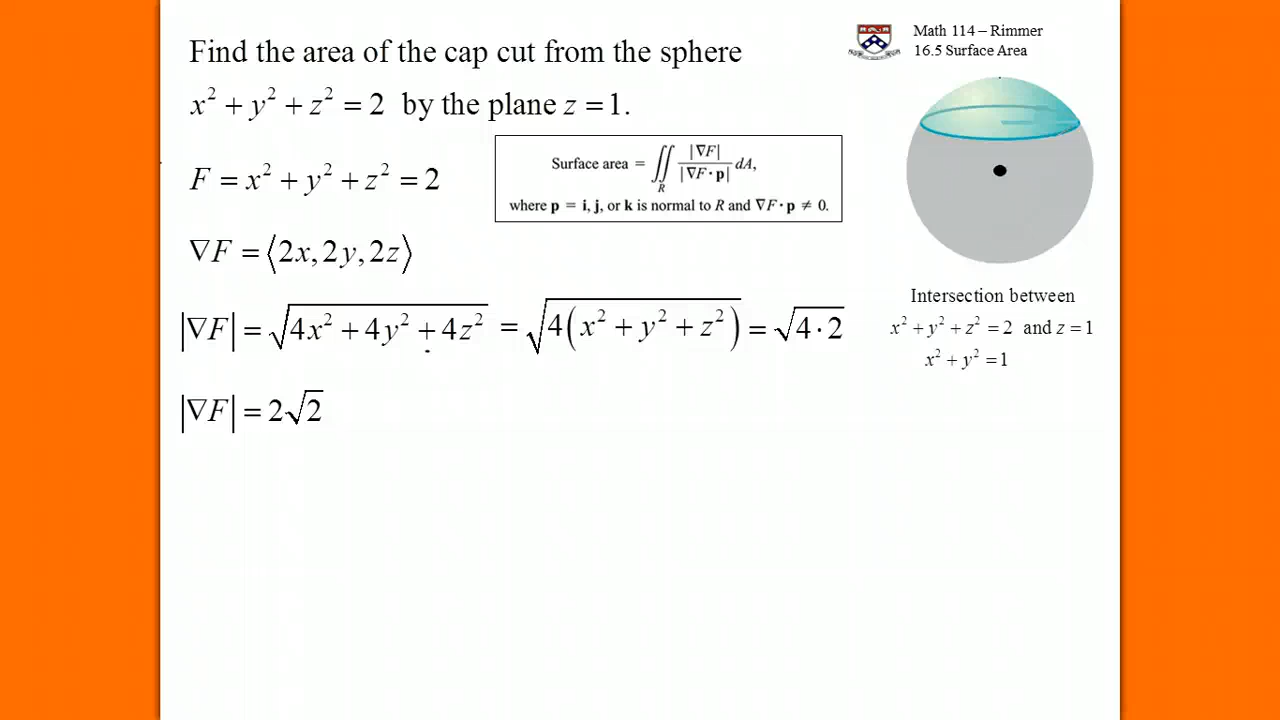 Math 114 – Rimmer
16.5 Surface Area
Find the area of the cap cut from the sphere
x² + y² + z² = 2 by the plane z = 1.
Surface area = ∬_R |∇F| / |∇F · p| dA,
where p = i, j, or k is normal to R and ∇F · p ≠ 0.
F = x² + y² + z² = 2
∇F = ⟨2x, 2y, 2z⟩
|∇F| = √(4x² + 4y² + 4z²) = √(4(x² + y² + z²)) = √(4 · 2)
|∇F| = 2√2
Intersection between
x² + y² + z² = 2 and z = 1
x² + y² = 1